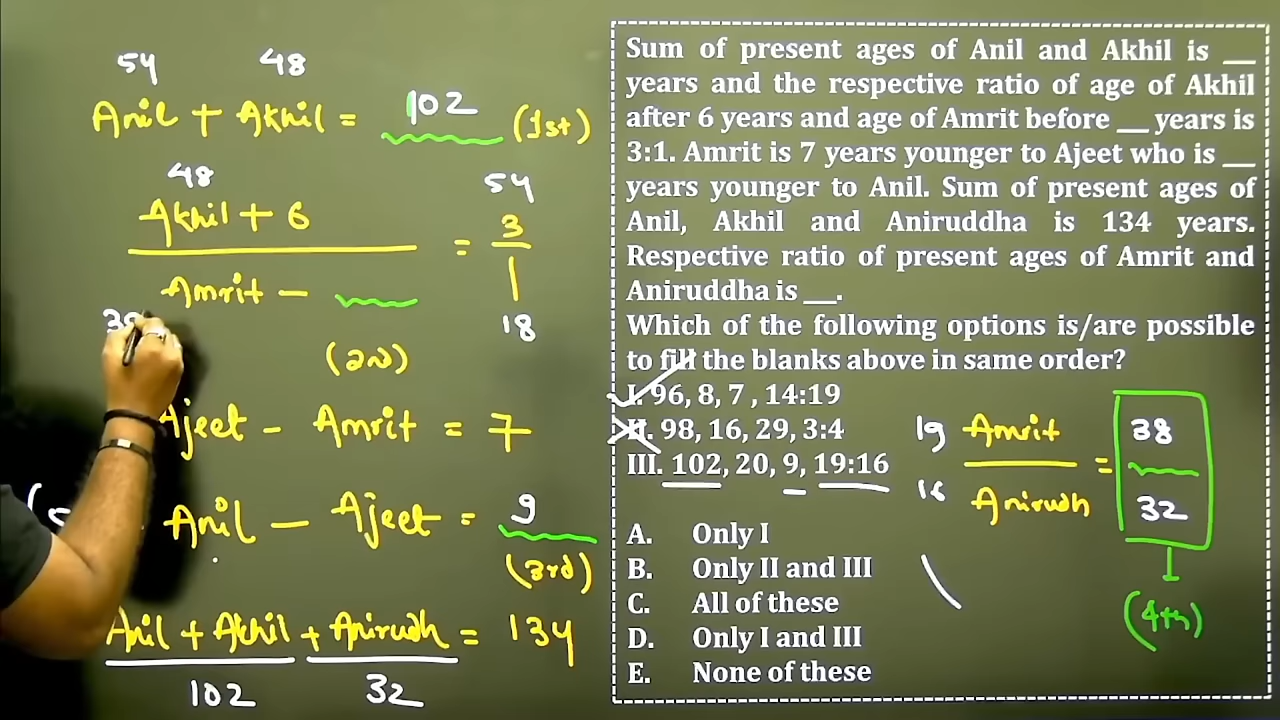 54 48
Anil + Akhil = 102 (1st)
48 54
Akhil + 6 = 3
Amrit - 1
18
(2nd)
Ajeet - Amrit = 7
Anil - Ajeet = 9
(3rd)
Anil + Akhil + Anirudh = 134
102 32
Sum of present ages of Anil and Akhil is __
years and the respective ratio of age of Akhil
after 6 years and age of Amrit before __ years is
3:1. Amrit is 7 years younger to Ajeet who is __
years younger to Anil. Sum of present ages of
Anil, Akhil and Aniruddha is 134 years.
Respective ratio of present ages of Amrit and
Aniruddha is __.
Which of the following options is/are possible
to fill the blanks above in same order?
I. 96, 8, 7 , 14:19
II. 98, 16, 29, 3:4
III. 102, 20, 9, 19:16
A. Only I
B. Only II and III
C. All of these
D. Only I and III
E. None of these
19 Amrit = 38
16 Anirudh 32
(4th)